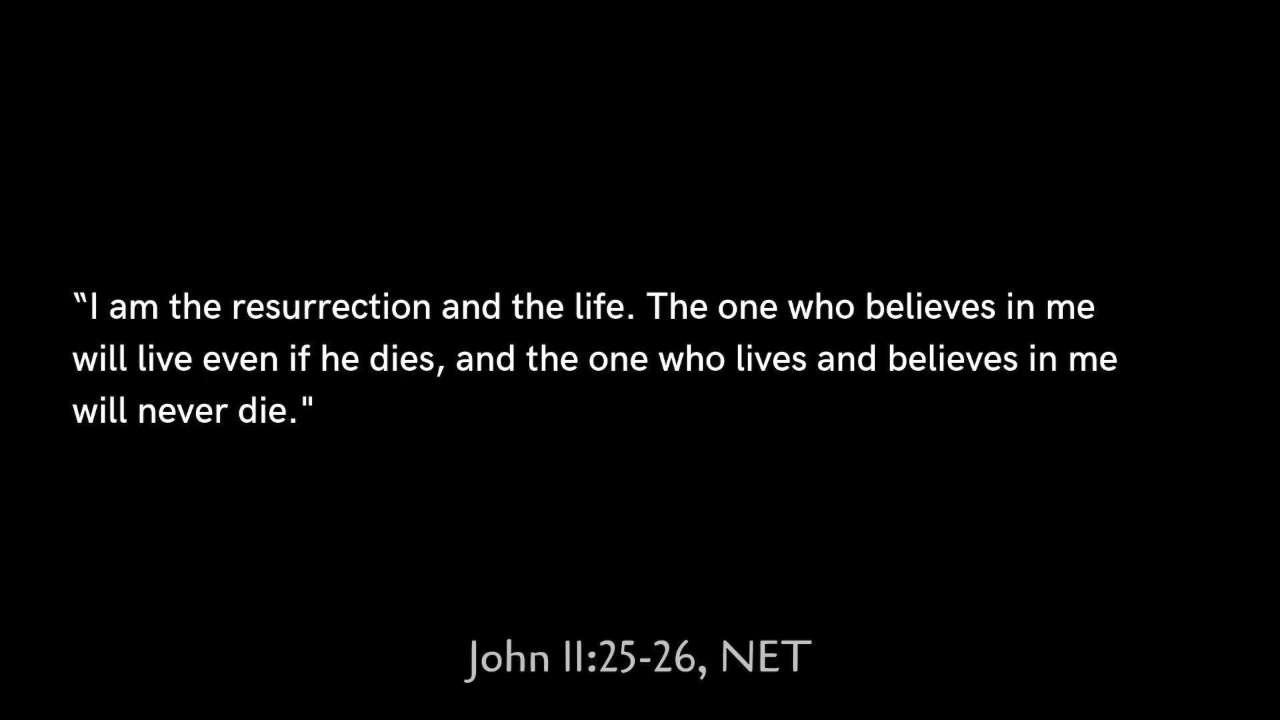 “I am the resurrection and the life. The one who believes in me
will live even if he dies, and the one who lives and believes in me
will never die."
John 11:25-26, NET